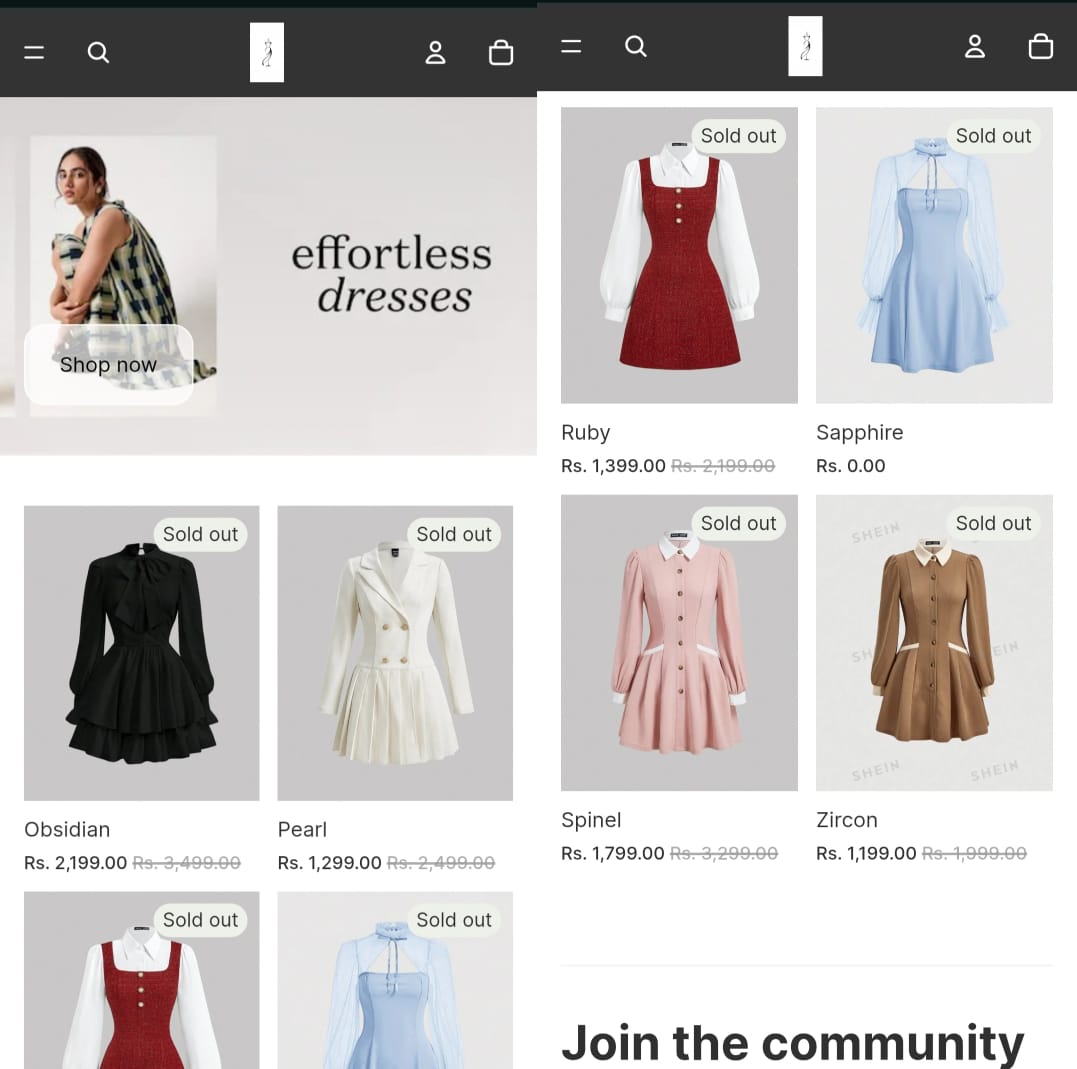 effortless
dresses
Shop now
Sold out
Sold out
Obsidian
Rs. 2,199.00 Rs. 3,499.00
Pearl
Rs. 1,299.00 Rs. 2,499.00
Sold out
Sold out
Sold out
Sold out
Ruby
Rs. 1,399.00 Rs. 2,199.00
Sapphire
Rs. 0.00
Sold out
Sold out
SHEIN
SH
EIN
SHEIN
SHEIN
Spinel
Rs. 1,799.00 Rs. 3,299.00
Zircon
Rs. 1,199.00 Rs. 1,999.00
Join the community